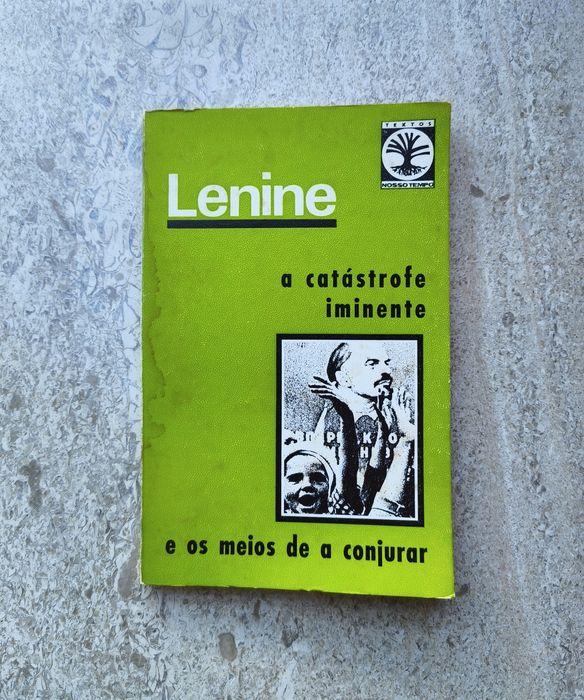 TEXTOS
NOSSO TEMPO
Lenine
a catástrofe
iminente
e os meios de a conjurar